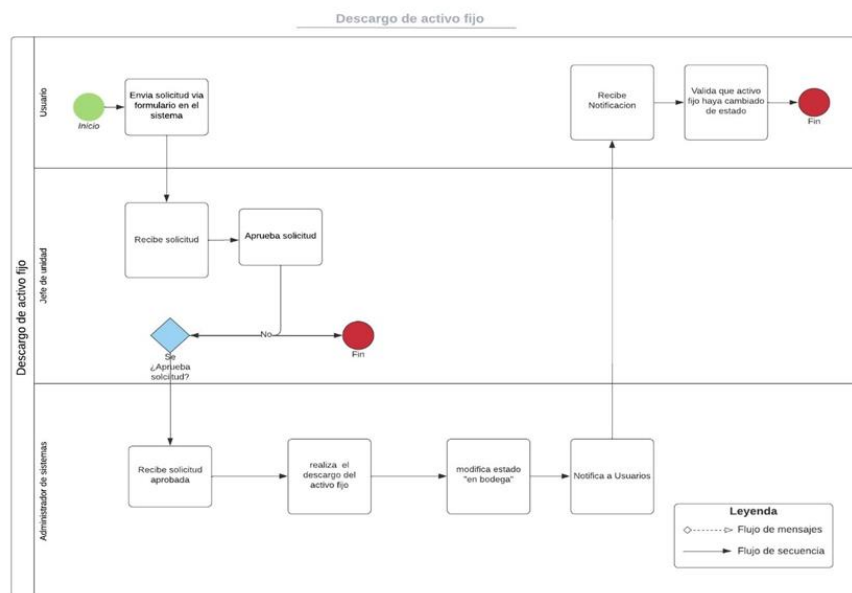 Descargo de activo fijo
Descargo de activo fijo
Usuario
Inicio
Envia solicitud via
formulario en el
sistema
Recibe
Notificacion
Valida que activo
fijo haya cambiado
de estado
Fin
Jefe de unidad
Recibe solicitud
Aprueba solicitud
No
Fin
Se
¿Aprueba
solcitud?
Administrador de sistemas
Recibe solicitud
aprobada
realiza el
descargo del
activo fijo
modifica estado
"en bodega"
Notifica a Usuarios
Leyenda
Flujo de mensajes
Flujo de secuencia